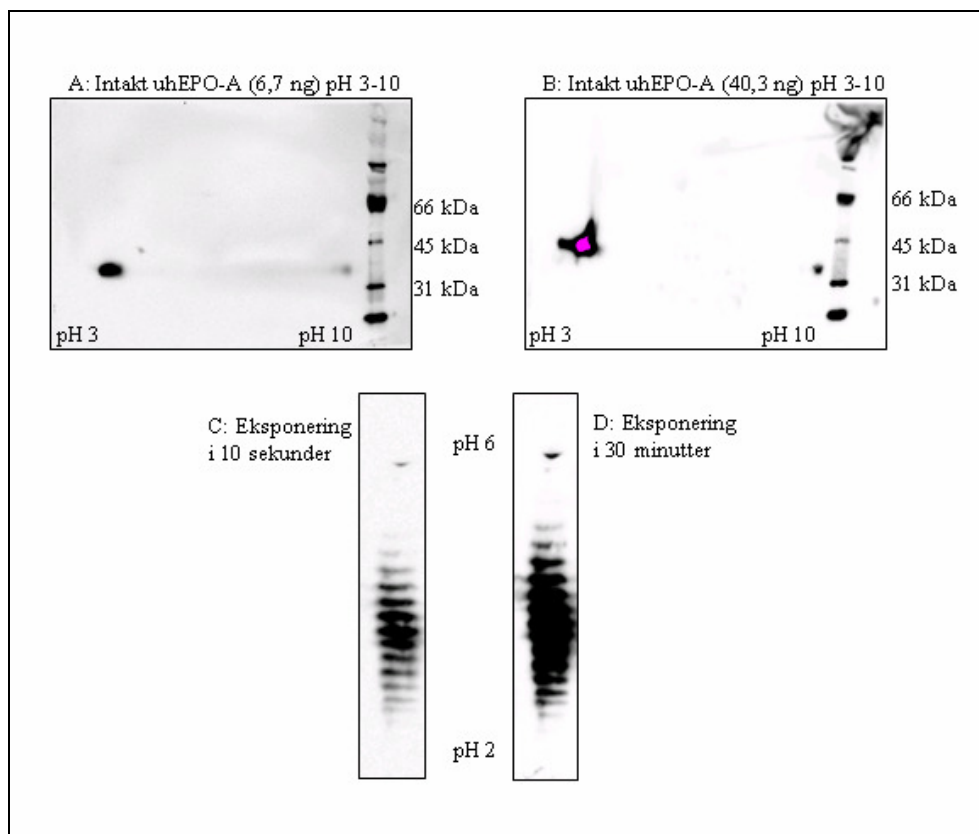 A: Intakt uhEPO-A (6,7 ng) pH 3-10
66 kDa
45 kDa
31 kDa
pH 3
pH 10
B: Intakt uhEPO-A (40,3 ng) pH 3-10
66 kDa
45 kDa
31 kDa
pH 3
pH 10
C: Eksponering
i 10 sekunder
pH 6
pH 2
D: Eksponering
i 30 minutter